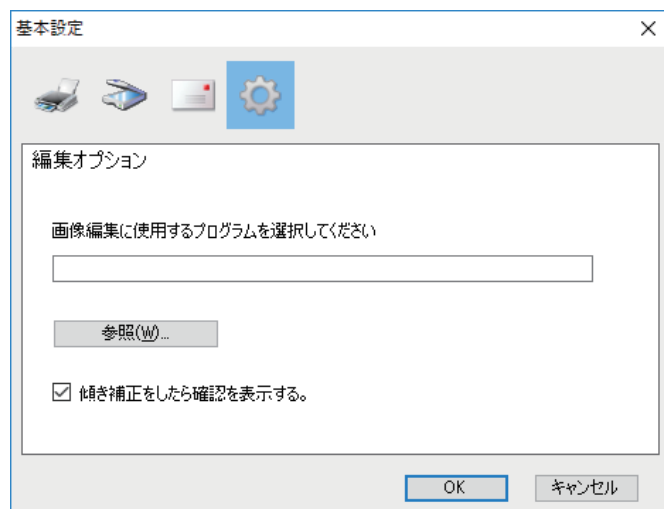 基本設定
編集オプション
画像編集に使用するプログラムを選択してください
参照(W)...
傾き補正をしたら確認を表示する。
OK
キャンセル